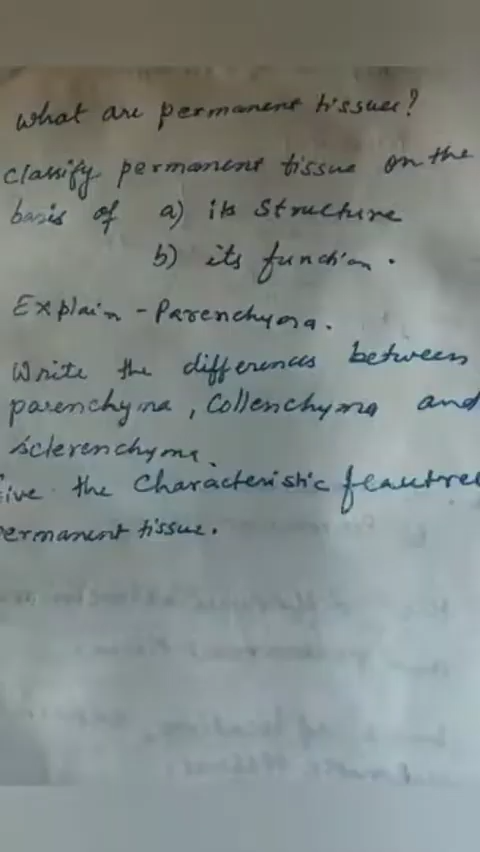 What are permanent tissues?
Classify permanent tissue on the
basis of a) its structure
b) its function.
Explain - Parenchyma.
Write the differences between
parenchyma, Collenchyma and
sclerenchyma.
ive the Characteristic feautres
ermanent tissue.